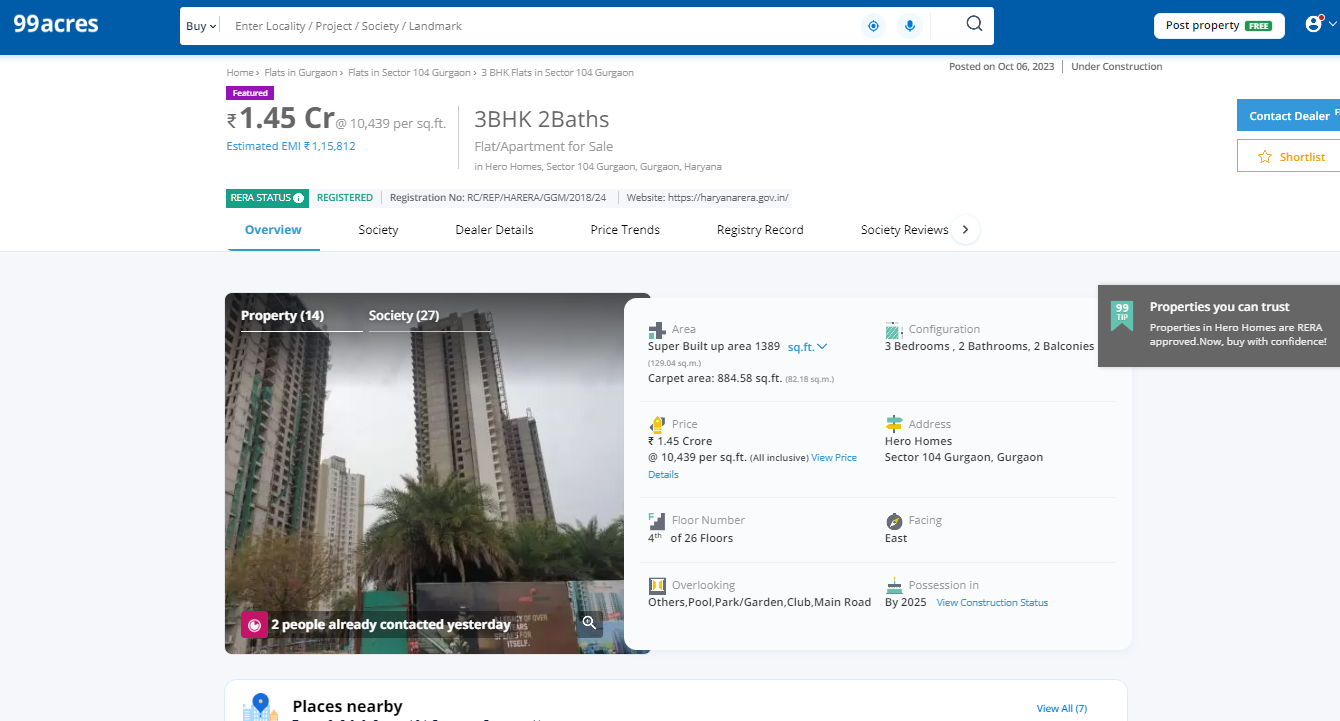 99acres
Buy
Enter Locality / Project / Society / Landmark
Post property FREE
Home › Flats in Gurgaon › Flats in Sector 104 Gurgaon › 3 BHK Flats in Sector 104 Gurgaon
Posted on Oct 06, 2023 | Under Construction
Featured
₹ 1.45 Cr @ 10,439 per sq.ft.
Estimated EMI ₹ 1,15,812
3BHK 2Baths
Flat/Apartment for Sale
in Hero Homes, Sector 104 Gurgaon, Gurgaon, Haryana
Contact Dealer
Shortlist
RERA STATUS REGISTERED | Registration No: RC/REP/HARERA/GGM/2018/24 | Website: https://haryanarera.gov.in/
Overview Society Dealer Details Price Trends Registry Record Society Reviews
Property (14) Society (27)
LEGACY OF OVER
SPEAKS FOR
ITSELF.
2 people already contacted yesterday
Area
Super Built up area 1389 sq.ft.
(129.04 sq.m.)
Carpet area: 884.58 sq.ft. (82.18 sq.m.)
Configuration
3 Bedrooms , 2 Bathrooms, 2 Balconies
Price
₹ 1.45 Crore
@ 10,439 per sq.ft. (All inclusive) View Price
Details
Address
Hero Homes
Sector 104 Gurgaon, Gurgaon
Floor Number
4th of 26 Floors
Facing
East
Overlooking
Others,Pool,Park/Garden,Club,Main Road
Possession in
By 2025 View Construction Status
99
TIP
Properties you can trust
Properties in Hero Homes are RERA
approved.Now, buy with confidence!
Places nearby
View All (7)